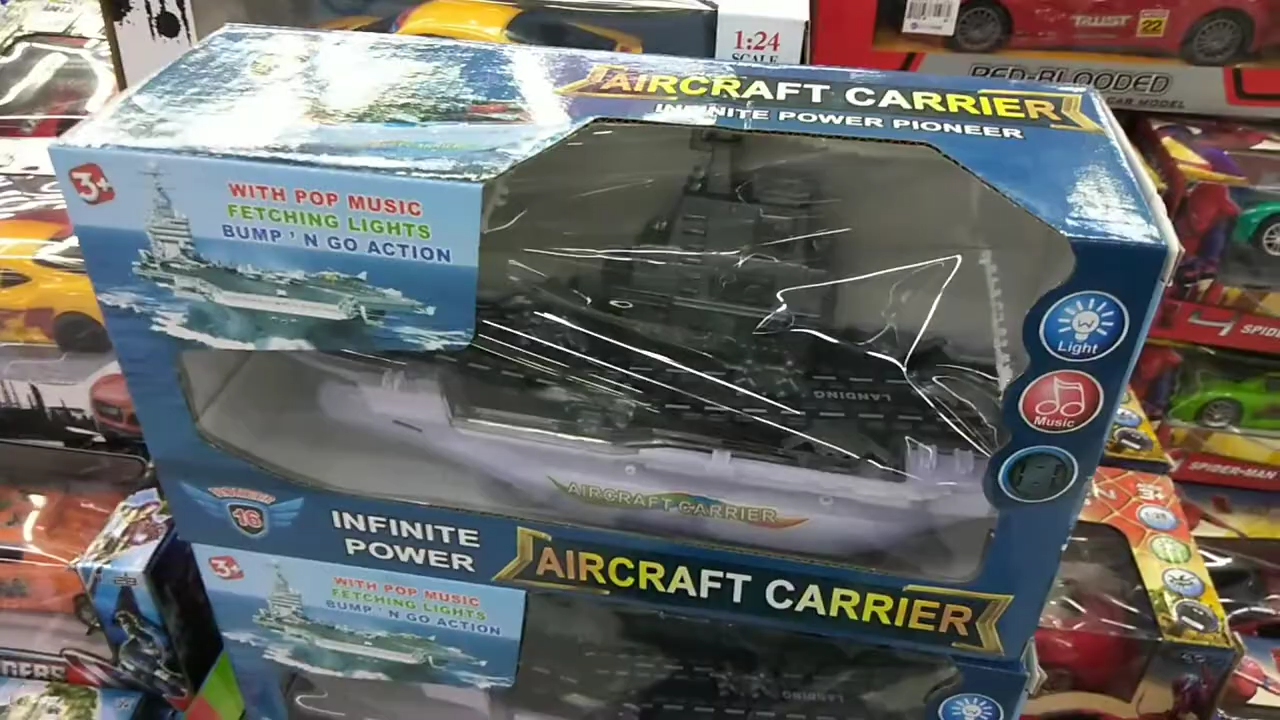 1:24
SCALE
TRUST
22
RED-BLOODED
CAR MODEL
AIRCRAFT CARRIER
INFINITE POWER PIONEER
3+
WITH POP MUSIC
FETCHING LIGHTS
BUMP ' N GO ACTION
Light
Music
LANDING
AIRCRAFT CARRIER
16
INFINITE
POWER
AIRCRAFT CARRIER
SPIDER-MAN
3+
WITH POP MUSIC
FETCHING LIGHTS
BUMP ' N GO ACTION
LANDING
Light